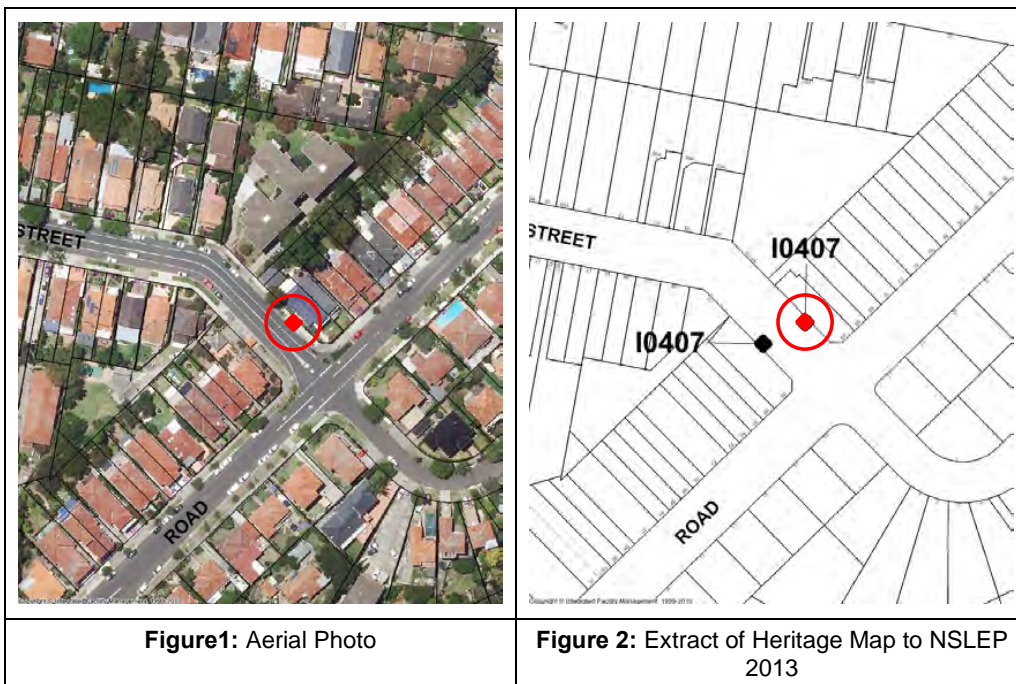 STREET
ROAD
Figure1: Aerial Photo
STREET
I0407
I0407
ROAD
Figure 2: Extract of Heritage Map to NSLEP
2013